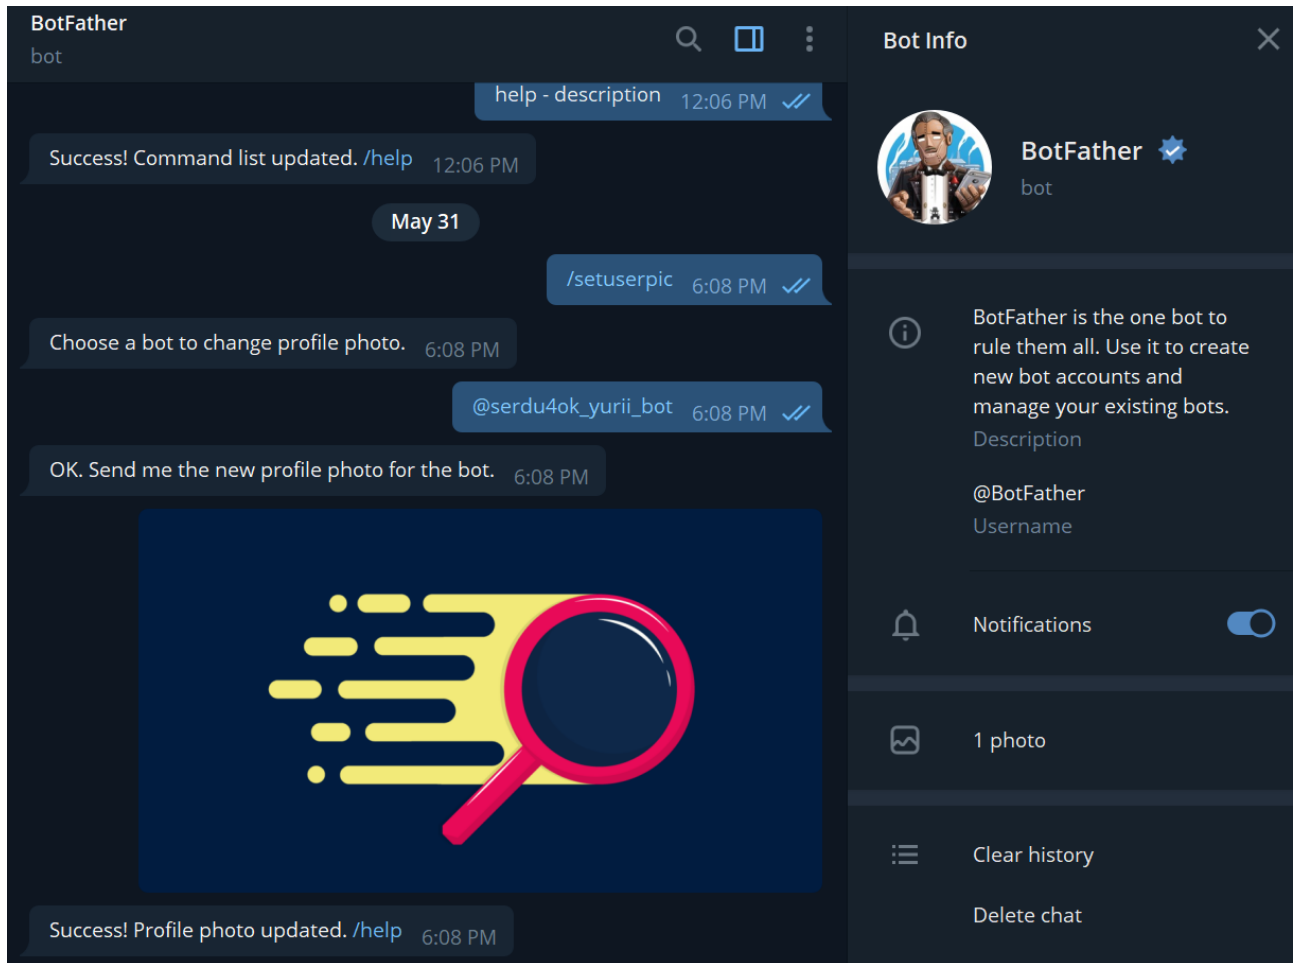 BotFather
bot
help - description 12:06 PM
Success! Command list updated. /help 12:06 PM
May 31
/setuserpic 6:08 PM
Choose a bot to change profile photo. 6:08 PM
@serdu4ok_yurii_bot 6:08 PM
OK. Send me the new profile photo for the bot. 6:08 PM
Success! Profile photo updated. /help 6:08 PM
Bot Info
BotFather
bot
BotFather is the one bot to
rule them all. Use it to create
new bot accounts and
manage your existing bots.
Description
@BotFather
Username
Notifications
1 photo
Clear history
Delete chat